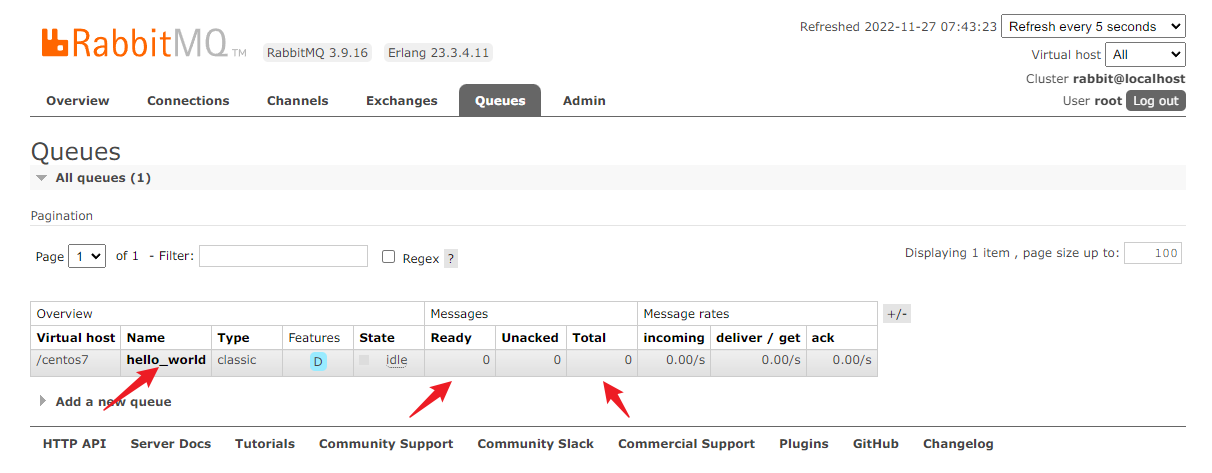 Refreshed 2022-11-27 07:43:23 Refresh every 5 seconds
RabbitMQ TM RabbitMQ 3.9.16 Erlang 23.3.4.11
Virtual host All
Cluster rabbit@localhost
User root Log out
Overview Connections Channels Exchanges Queues Admin
Queues
All queues (1)
Pagination
Page 1 of 1 - Filter: Regex ? Displaying 1 item , page size up to: 100
Overview Messages Message rates +/-
Virtual host Name Type Features State Ready Unacked Total incoming deliver / get ack
/centos7 hello_world classic D idle 0 0 0 0.00/s 0.00/s 0.00/s
Add a new queue
HTTP API Server Docs Tutorials Community Support Community Slack Commercial Support Plugins GitHub Changelog